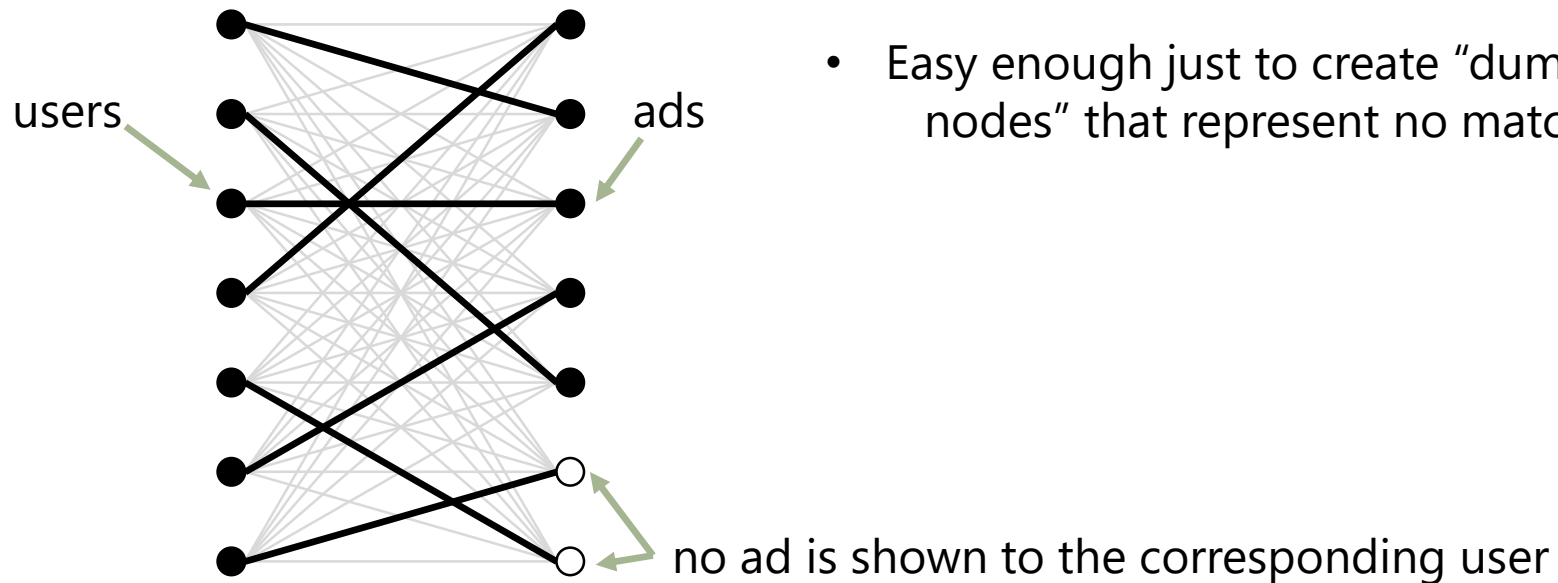 • Easy enough just to create “dum
nodes” that represent no matc
users
ads
no ad is shown to the corresponding user